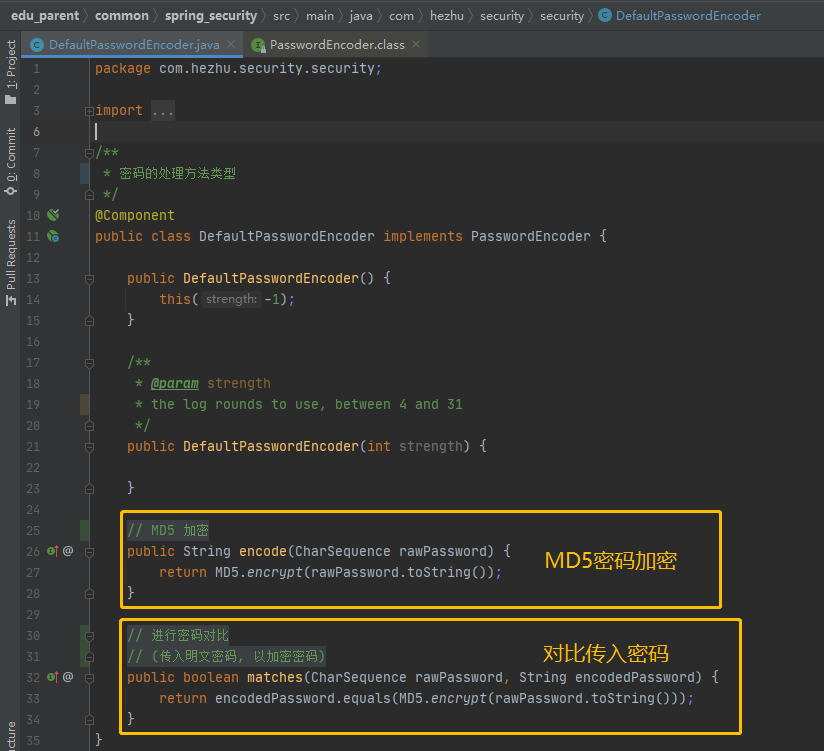 edu_parent common spring_security src main java com hezhu security security DefaultPasswordEncoder
DefaultPasswordEncoder.java PasswordEncoder.class
1: Project
0: Commit
Pull Requests
ucture
1 package com.hezhu.security.security;
2
3 import ...
6
7 /**
8 * 密码的处理方法类型
9 */
10 @Component
11 public class DefaultPasswordEncoder implements PasswordEncoder {
12
13 public DefaultPasswordEncoder() {
14 this( strength: -1);
15 }
16
17 /**
18 * @param strength
19 * the log rounds to use, between 4 and 31
20 */
21 public DefaultPasswordEncoder(int strength) {
22
23 }
24
25 // MD5 加密
26 @ public String encode(CharSequence rawPassword) {
MD5密码加密
27 return MD5.encrypt(rawPassword.toString());
28 }
29
30 // 进行密码对比
31 // (传入明文密码, 以加密密码)
对比传入密码
32 @ public boolean matches(CharSequence rawPassword, String encodedPassword) {
33 return encodedPassword.equals(MD5.encrypt(rawPassword.toString()));
34 }
35 }